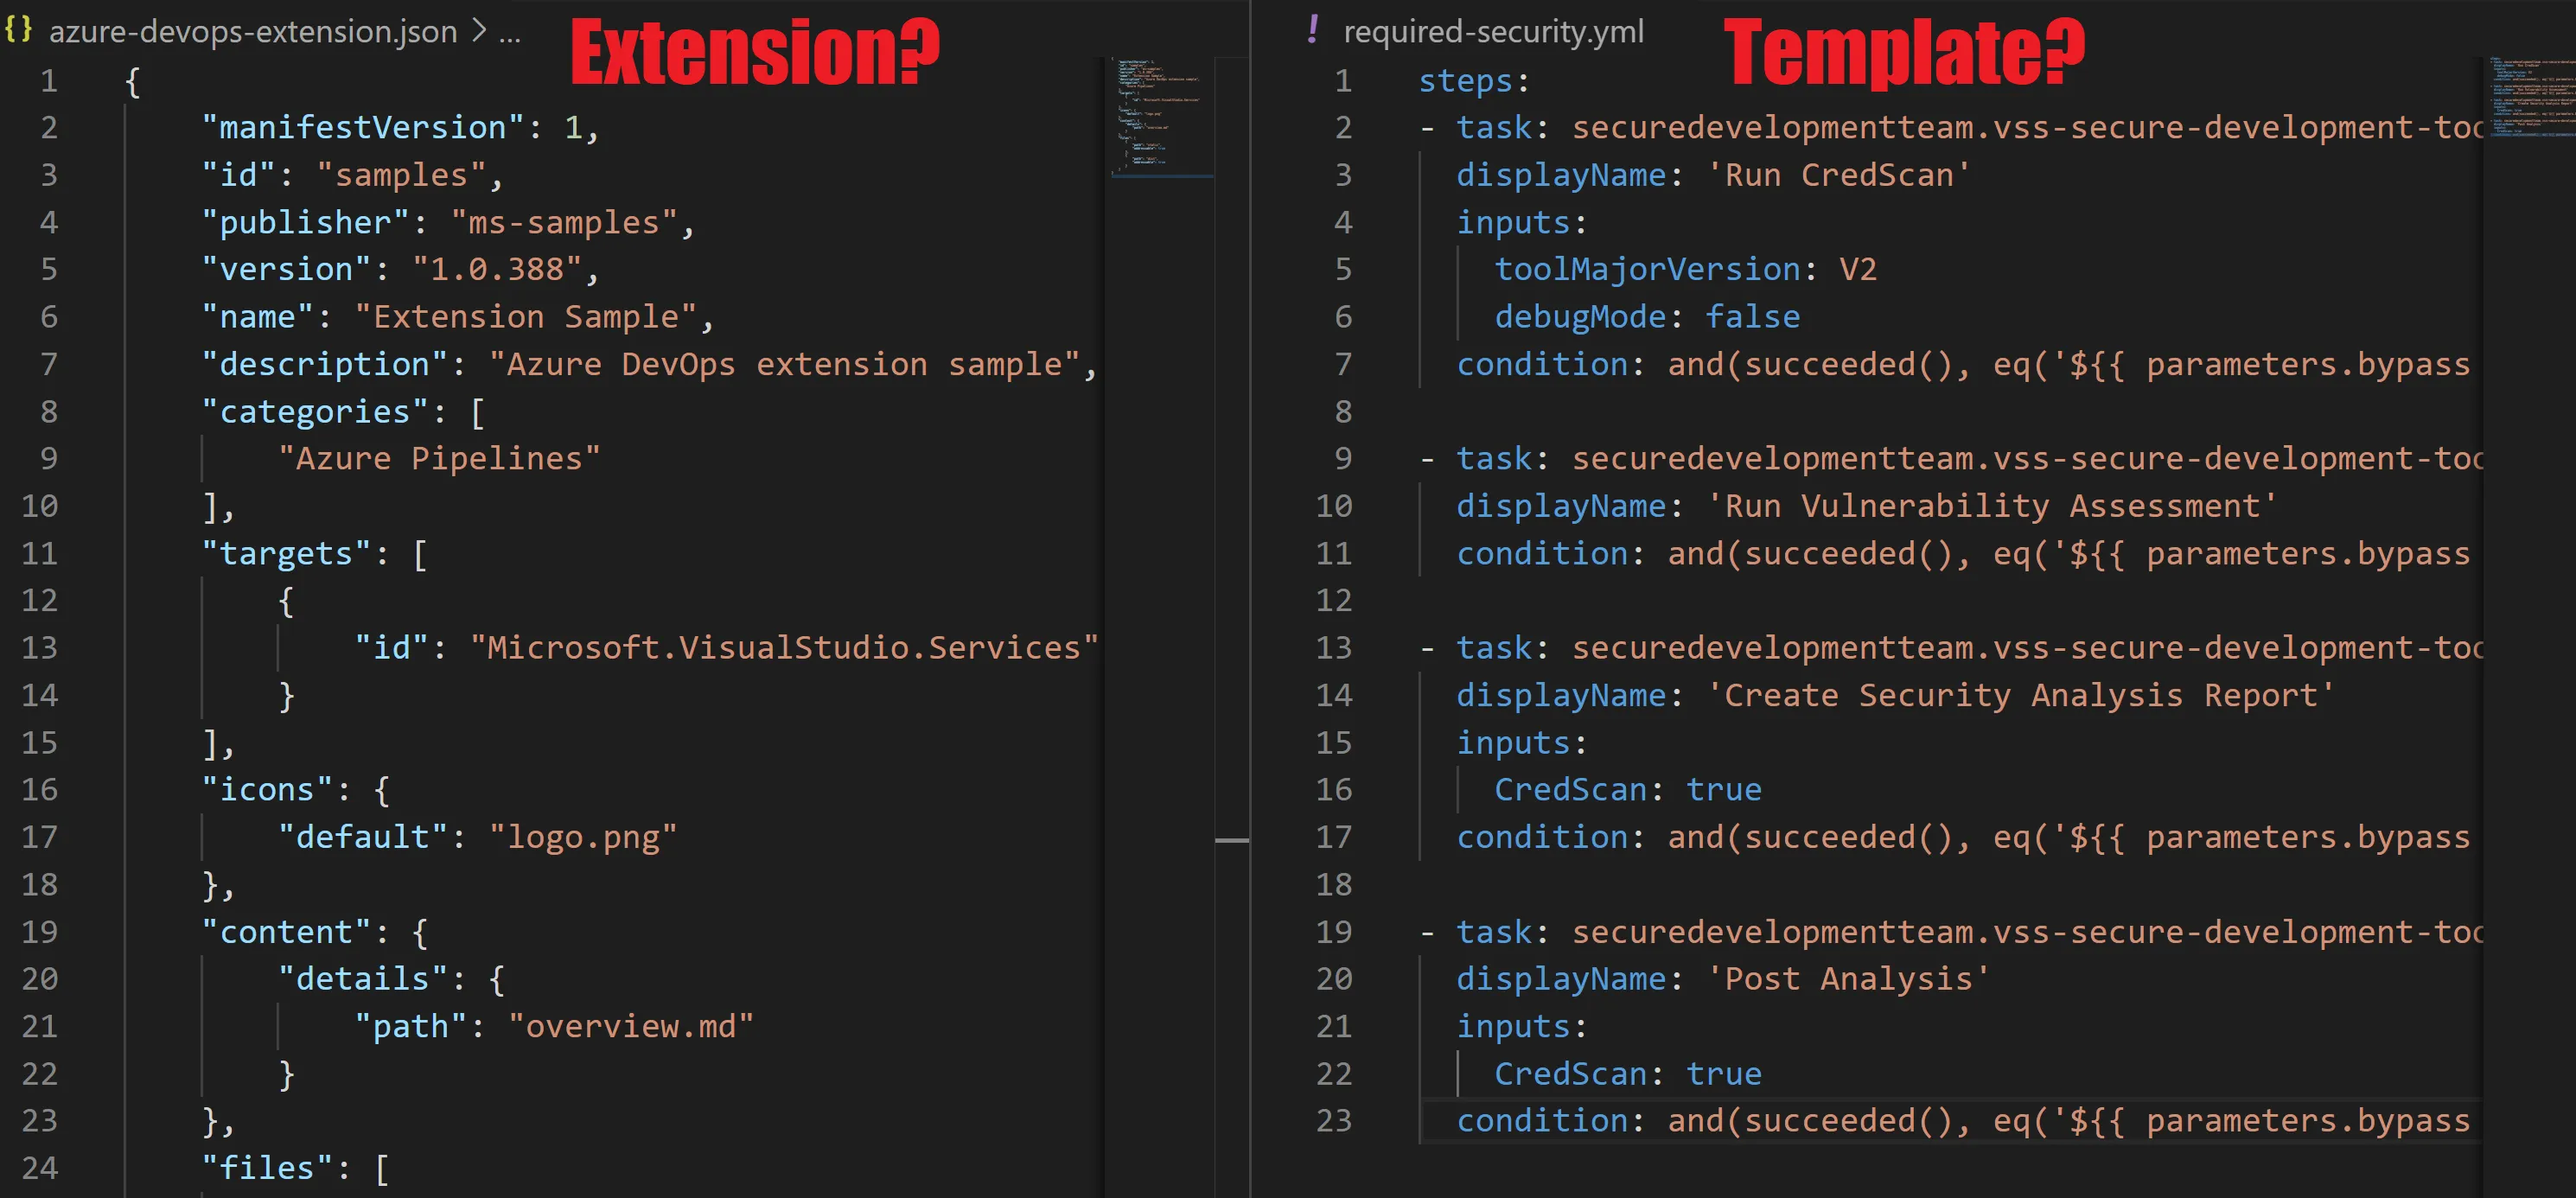 azure-devops-extension.json > ...
Extension?
1 {
2 "manifestVersion": 1,
3 "id": "samples",
4 "publisher": "ms-samples",
5 "version": "1.0.388",
6 "name": "Extension Sample",
7 "description": "Azure DevOps extension sample",
8 "categories": [
9 "Azure Pipelines"
10 ],
11 "targets": [
12 {
13 "id": "Microsoft.VisualStudio.Services"
14 }
15 ],
16 "icons": {
17 "default": "logo.png"
18 },
19 "content": {
20 "details": {
21 "path": "overview.md"
22 }
23 },
24 "files": [
required-security.yml
Template?
1 steps:
2 - task: securedevelopmentteam.vss-secure-development-too
3 displayName: 'Run CredScan'
4 inputs:
5 toolMajorVersion: V2
6 debugMode: false
7 condition: and(succeeded(), eq('${{ parameters.bypass
8
9 - task: securedevelopmentteam.vss-secure-development-too
10 displayName: 'Run Vulnerability Assessment'
11 condition: and(succeeded(), eq('${{ parameters.bypass
12
13 - task: securedevelopmentteam.vss-secure-development-too
14 displayName: 'Create Security Analysis Report'
15 inputs:
16 CredScan: true
17 condition: and(succeeded(), eq('${{ parameters.bypass
18
19 - task: securedevelopmentteam.vss-secure-development-too
20 displayName: 'Post Analysis'
21 inputs:
22 CredScan: true
23 condition: and(succeeded(), eq('${{ parameters.bypass